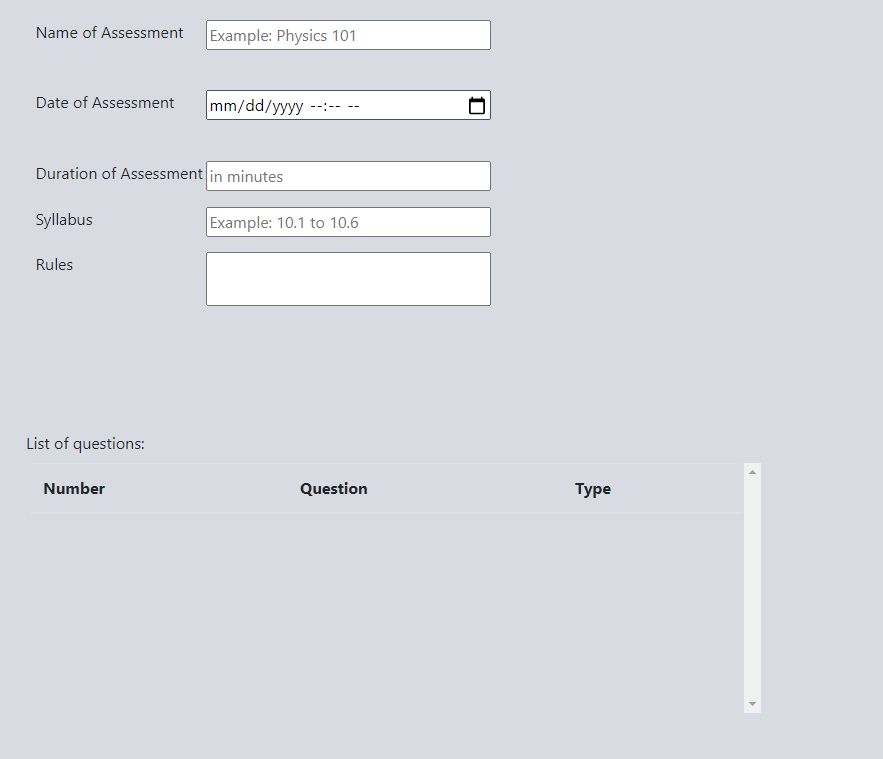 Name of Assessment Example: Physics 101
Date of Assessment mm/dd/yyyy --:-- --
Duration of Assessment in minutes
Syllabus Example: 10.1 to 10.6
Rules
List of questions:
Number Question Type